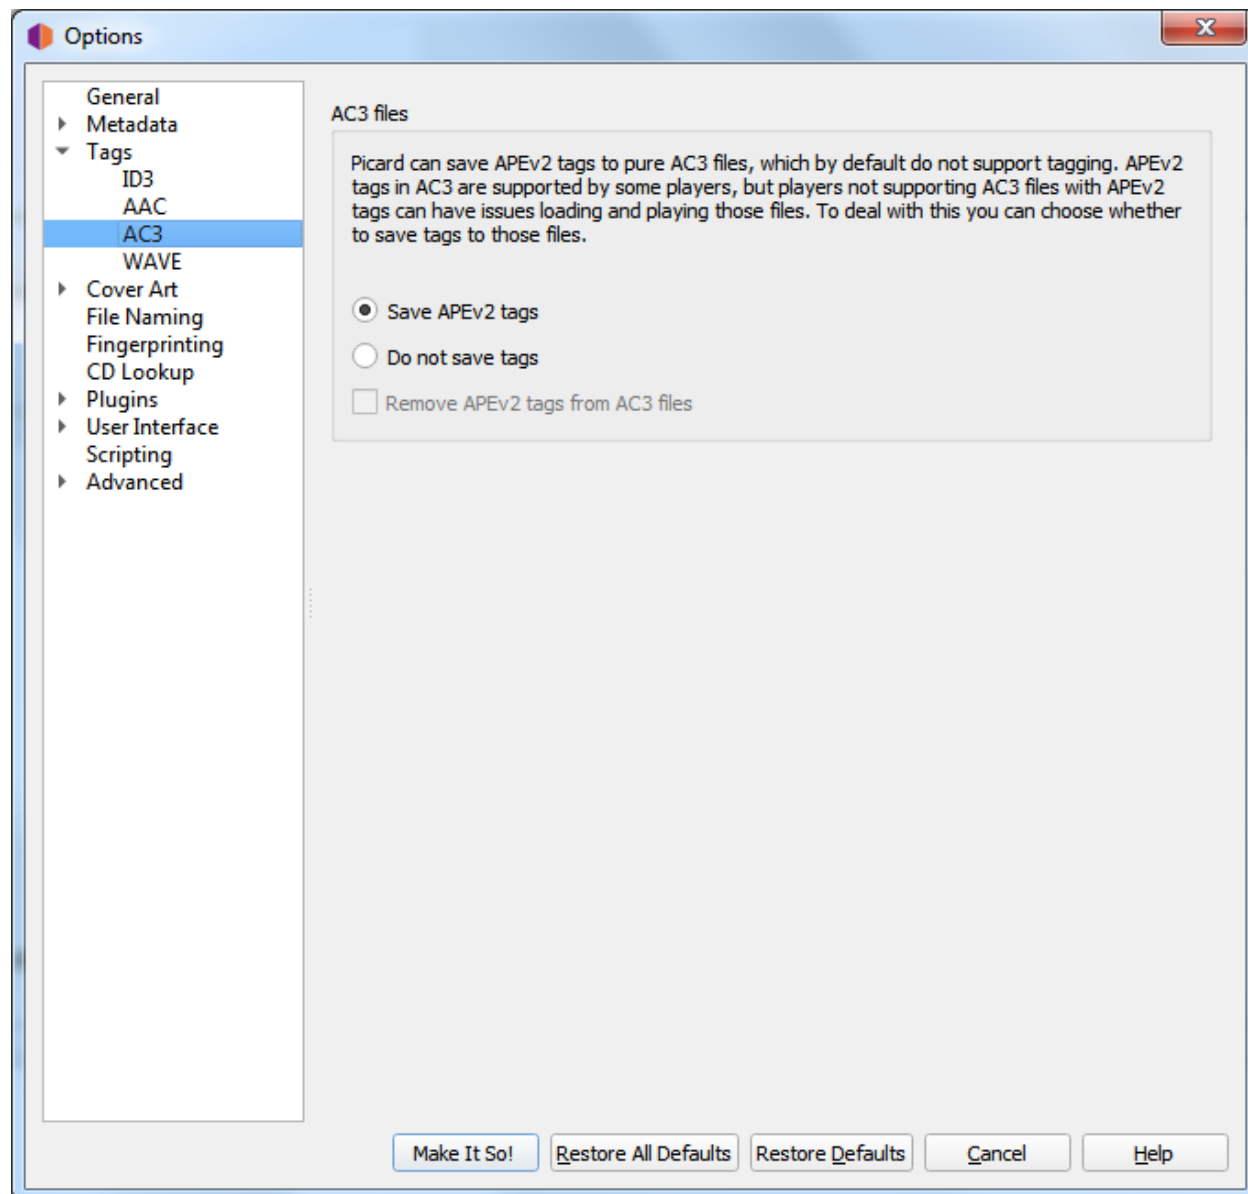 Options
General
Metadata
Tags
ID3
AAC
AC3
WAVE
Cover Art
File Naming
Fingerprinting
CD Lookup
Plugins
User Interface
Scripting
Advanced
AC3 files
Picard can save APEv2 tags to pure AC3 files, which by default do not support tagging. APEv2
tags in AC3 are supported by some players, but players not supporting AC3 files with APEv2
tags can have issues loading and playing those files. To deal with this you can choose whether
to save tags to those files.
Save APEv2 tags
Do not save tags
Remove APEv2 tags from AC3 files
Make It So!
Restore All Defaults
Restore Defaults
Cancel
Help